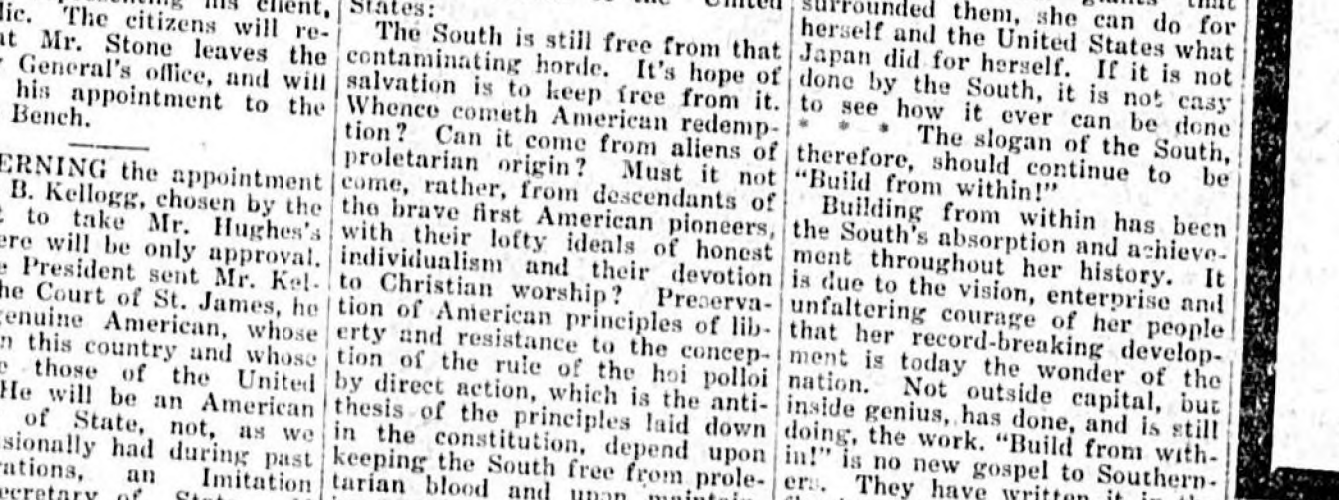 his client,
lic. The citizens will re-
at Mr. Stone leaves the
General's office, and will
his appointment to the
Bench.
ERNING the appointment
B. Kellogg, chosen by the
to take Mr. Hughes's
ere will be only approval.
President sent Mr. Kel-
he Court of St. James, he
genuine American, whose
n this country and whose
those of the United
He will be an American
of State, not, as we
sionally had during past
rations, an Imitation
ecretary of State
States:
The South is still free from that
contaminating horde. It's hope of
salvation is to keep free from it.
Whence cometh American redemp-
tion? Can it come from aliens of
proletarian origin? Must it not
come, rather, from descendants of
the brave first American pioneers,
with their lofty ideals of honest
individualism and their devotion
to Christian worship? Preserva-
tion of American principles of lib-
erty and resistance to the concep-
tion of the rule of the hoi polloi
by direct action, which is the anti-
thesis of the principles laid down
in the constitution, depend upon
keeping the South free from prole-
tarian blood and upon maintain-
surrounded them, she can do for
herself and the United States what
Japan did for herself. If it is not
done by the South, it is not easy
to see how it ever can be done
* * * The slogan of the South,
therefore, should continue to be
"Build from within!"
Building from within has been
the South's absorption and achieve-
ment throughout her history. It
is due to the vision, enterprise and
unfaltering courage of her people
that her record-breaking develop-
ment is today the wonder of the
nation. Not outside capital, but
inside genius, has done, and is still
doing, the work. "Build from with-
in!" is no new gospel to Southern-
ers. They have written it in the